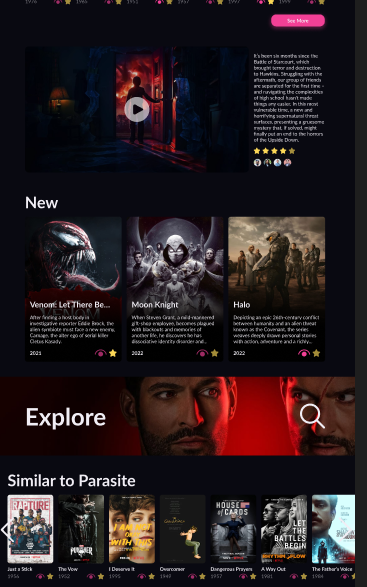 1976 1965 1951 1957 1997 1999
See More
It's been six months since the
Battle of Starcourt, which
brought terror and destruction
to Hawkins. Struggling with the
aftermath, our group of friends
are separated for the first time -
and navigating the complexities
of high school hasn't made
things any easier. In this most
vulnerable time, a new and
horrifying supernatural threat
surfaces, presenting a gruesome
mystery that, if solved, might
finally put an end to the horrors
of the Upside Down.
New
Venom: Let There Be...
Moon Knight
Halo
After finding a host body in
investigative reporter Eddie Brock, the
alien symbiote must face a new enemy,
Carnage, the alter ego of serial killer
Cletus Kasady.
When Steven Grant, a mild-mannered
gift-shop employee, becomes plagued
with blackouts and memories of
another life, he discovers he has
dissociative identity disorder and...
Depicting an epic 26th-century conflict
between humanity and an alien threat
known as the Covenant, the series
weaves deeply drawn personal stories
with action, adventure and a richly...
2021
2022
2022
Explore
Similar to Parasite
RAPTURE
HOUSE
OF CARDS
LET
THE
BATTLES
BEGIN
Just a Stick
The Vow
I Deserve It
Overcomer
Dangerous Prayers
A Way Out
The Father's Voice
1956 1952 1995 1949 1957 1981 1986